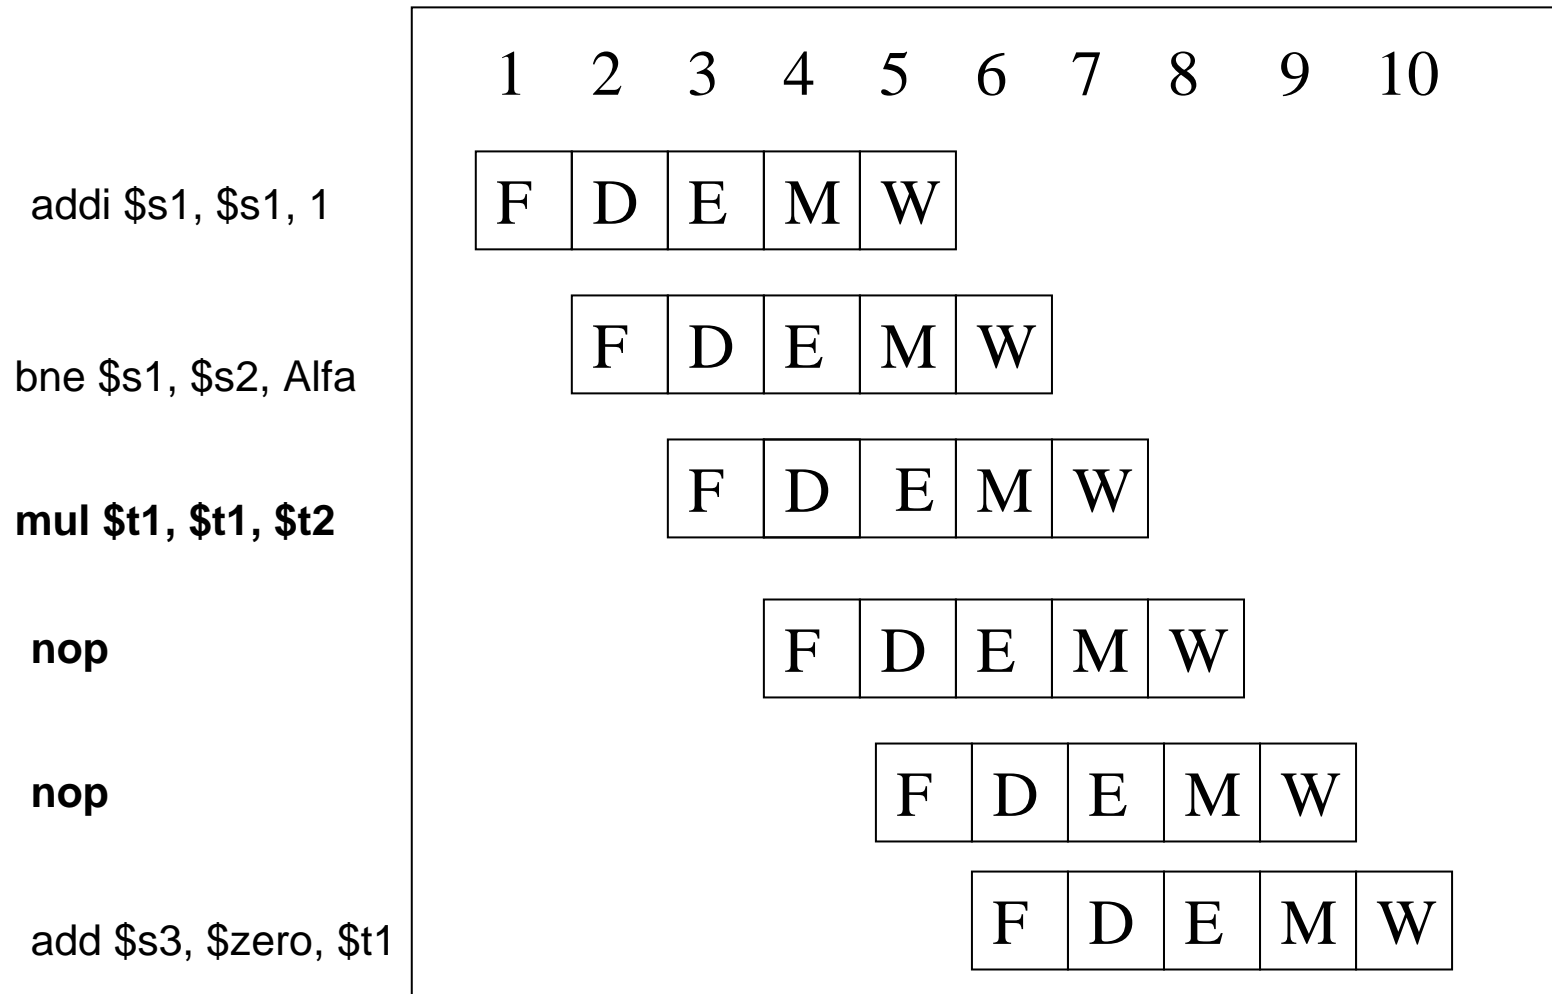 1 2 3 4 5 6 7 8 9 10
addi $s1, $s1, 1 F D E M W
bne $s1, $s2, Alfa F D E M W
mul $t1, $t1, $t2 F D E M W
nop F D E M W
nop F D E M W
add $s3, $zero, $t1 F D E M W